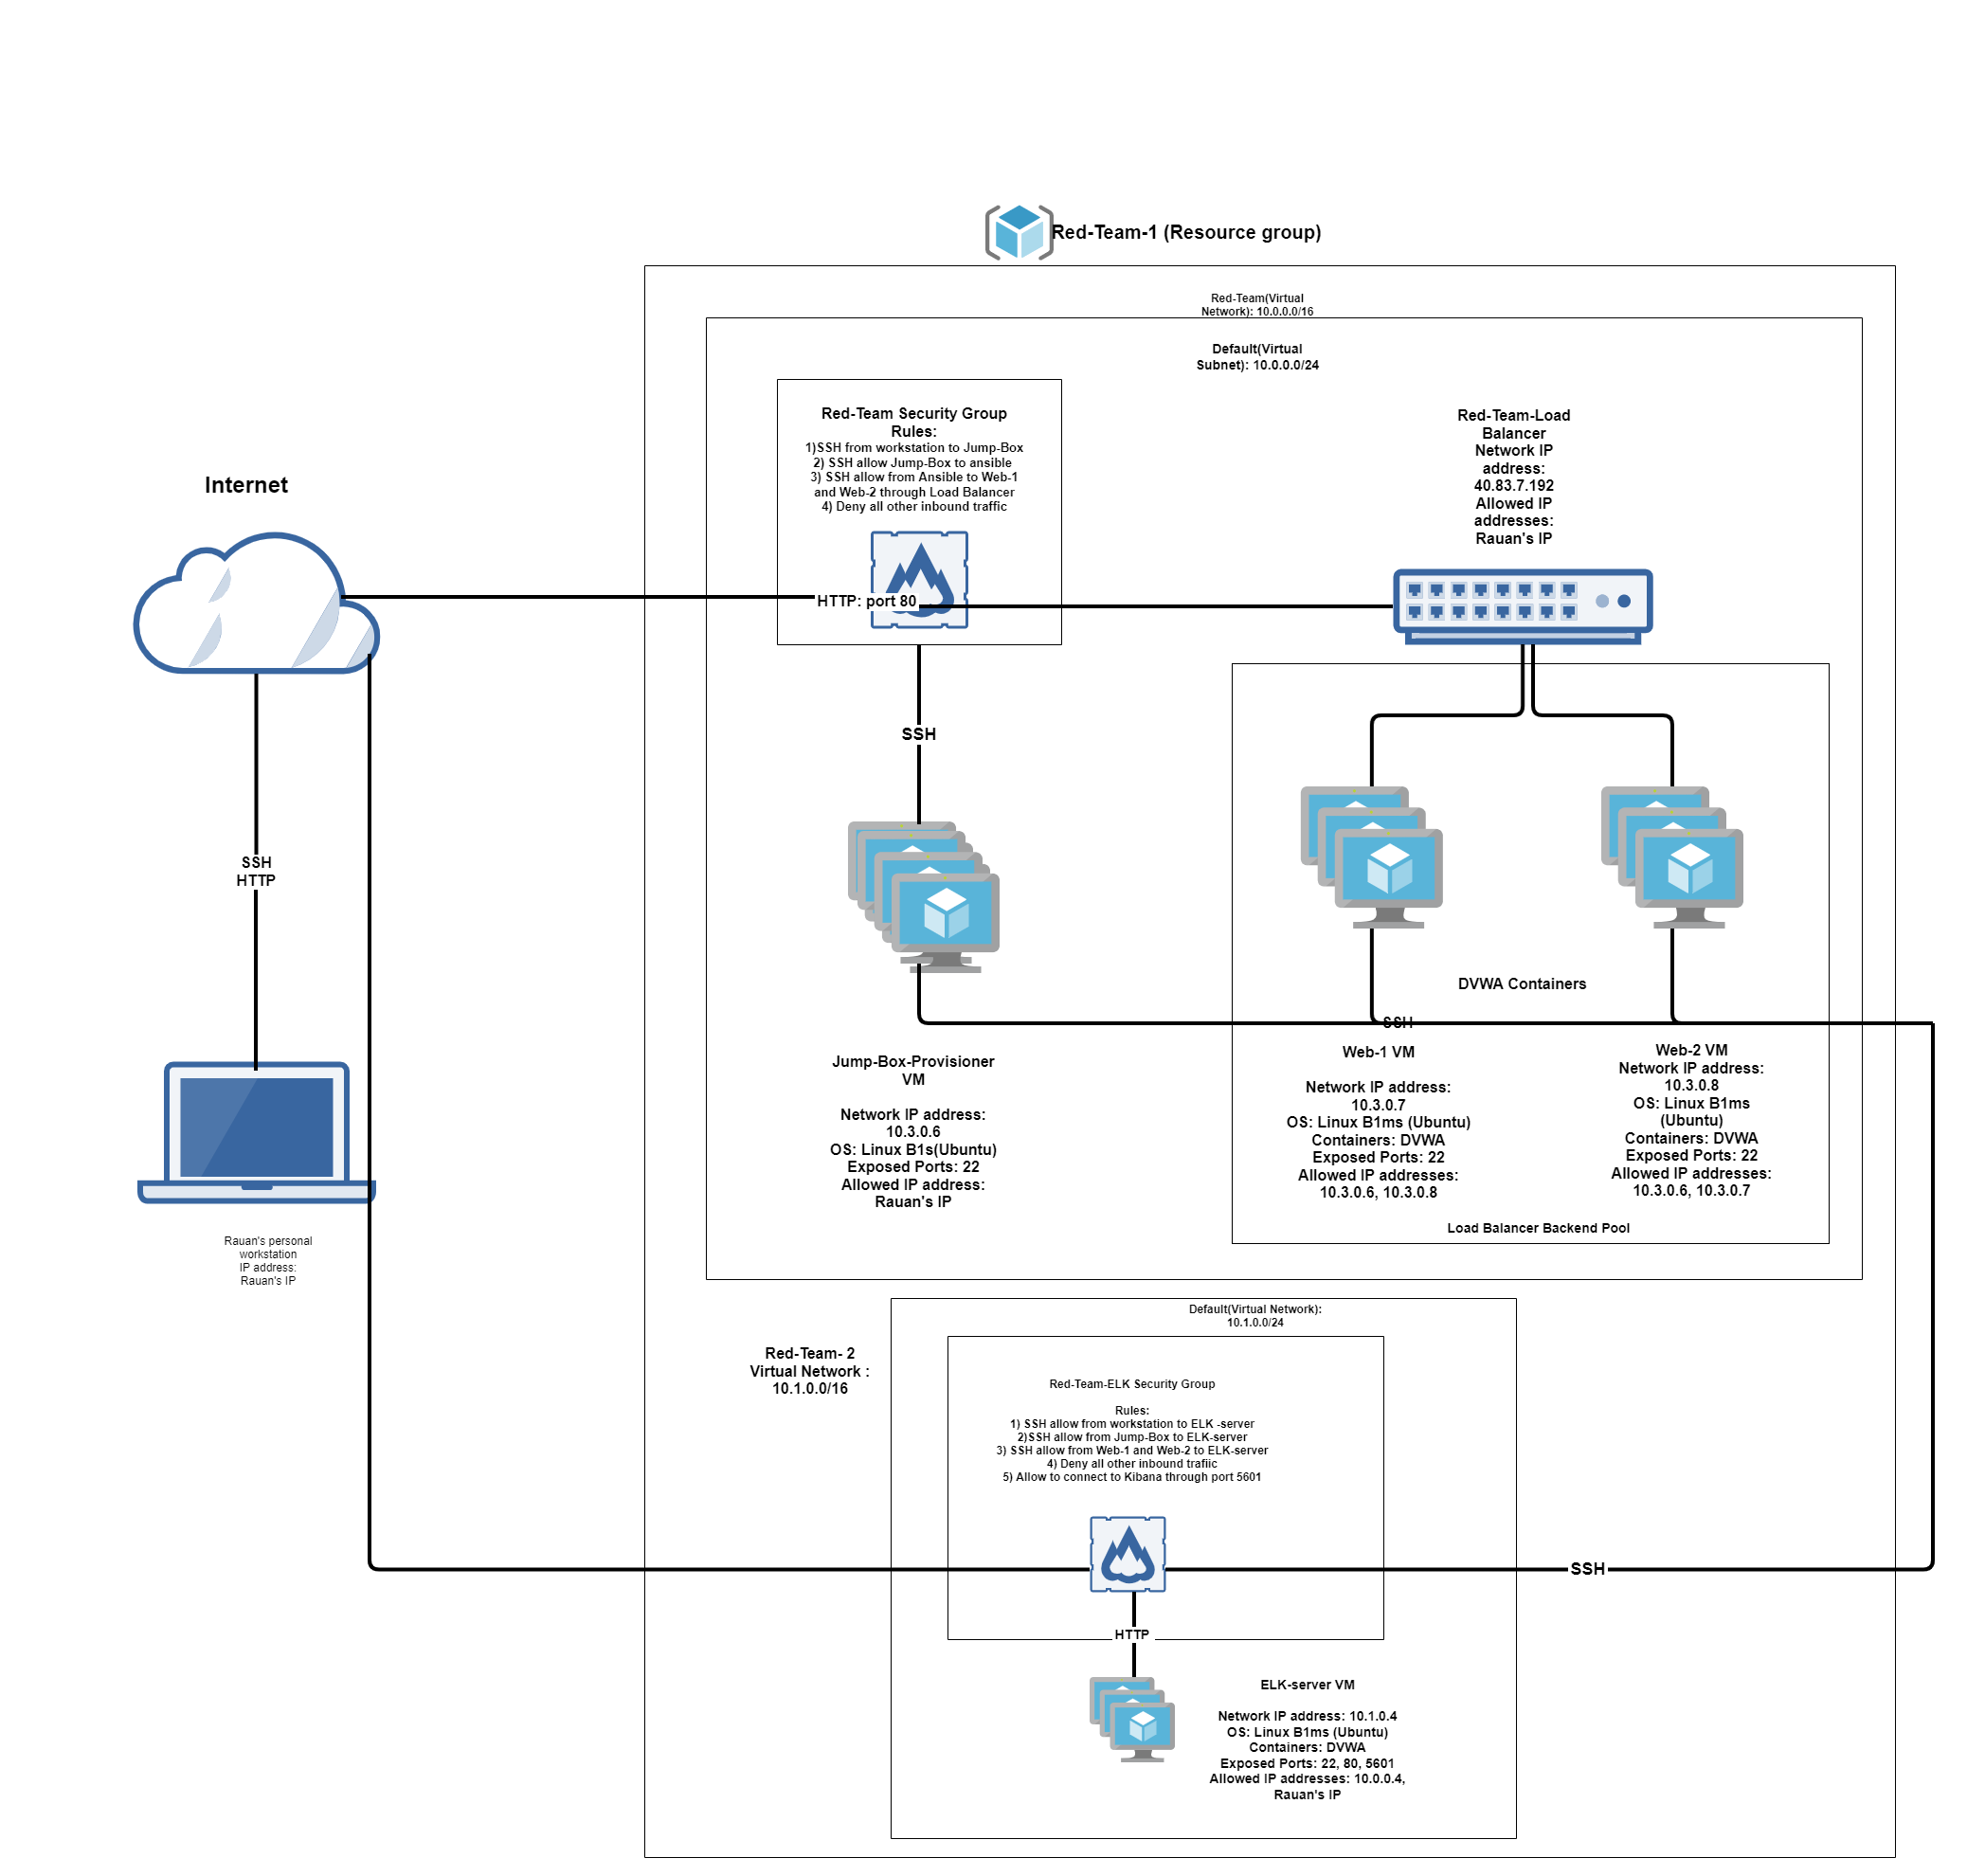 Red-Team-1 (Resource group)
Red-Team(Virtual
Network): 10.0.0.0/16
Default(Virtual
Subnet): 10.0.0.0/24
Red-Team Security Group
Rules:
1)SSH from workstation to Jump-Box
2) SSH allow Jump-Box to ansible
3) SSH allow from Ansible to Web-1
and Web-2 through Load Balancer
4) Deny all other inbound traffic
Red-Team-Load
Balancer
Network IP
address:
40.83.7.192
Allowed IP
addresses:
Rauan's IP
Internet
HTTP: port 80
SSH
SSH
HTTP
DVWA Containers
SSH
Jump-Box-Provisioner
VM
Network IP address:
10.3.0.6
OS: Linux B1s(Ubuntu)
Exposed Ports: 22
Allowed IP address:
Rauan's IP
Web-1 VM
Network IP address:
10.3.0.7
OS: Linux B1ms (Ubuntu)
Containers: DVWA
Exposed Ports: 22
Allowed IP addresses:
10.3.0.6, 10.3.0.8
Web-2 VM
Network IP address:
10.3.0.8
OS: Linux B1ms
(Ubuntu)
Containers: DVWA
Exposed Ports: 22
Allowed IP addresses:
10.3.0.6, 10.3.0.7
Load Balancer Backend Pool
Rauan's personal
workstation
IP address:
Rauan's IP
Default(Virtual Network):
10.1.0.0/24
Red-Team- 2
Virtual Network :
10.1.0.0/16
Red-Team-ELK Security Group
Rules:
1) SSH allow from workstation to ELK -server
2)SSH allow from Jump-Box to ELK-server
3) SSH allow from Web-1 and Web-2 to ELK-server
4) Deny all other inbound trafiic
5) Allow to connect to Kibana through port 5601
SSH
HTTP
ELK-server VM
Network IP address: 10.1.0.4
OS: Linux B1ms (Ubuntu)
Containers: DVWA
Exposed Ports: 22, 80, 5601
Allowed IP addresses: 10.0.0.4,
Rauan's IP